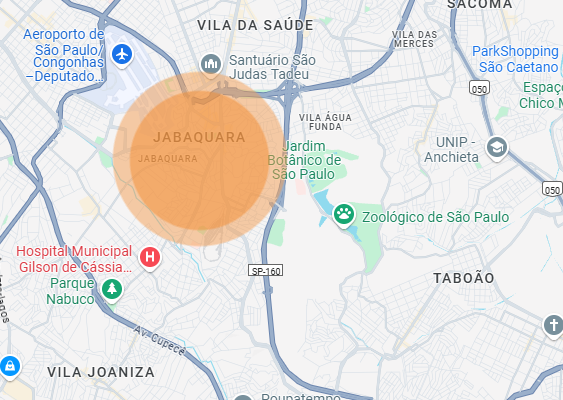 SACOMÃ
VILA DA SAÚDE
Aeroporto de
São Paulo/
Congonhas
–Deputado...
VILA DAS
MERCES
ParkShopping
São Caetano
Santuário São
Judas Tadeu
050
Espaço
Chico M
VILA ÁGUA
FUNDA
JABAQUARA
JABAQUARA
Jardim
Botânico de
São Paulo
UNIP -
Anchieta
050
Zoológico de São Paulo
Hospital Municipal
Gilson de Cássia...
Parque
Nabuco
SP-160
TABOÃO
Av. Cupecê
VILA JOANIZA
Poupatempo